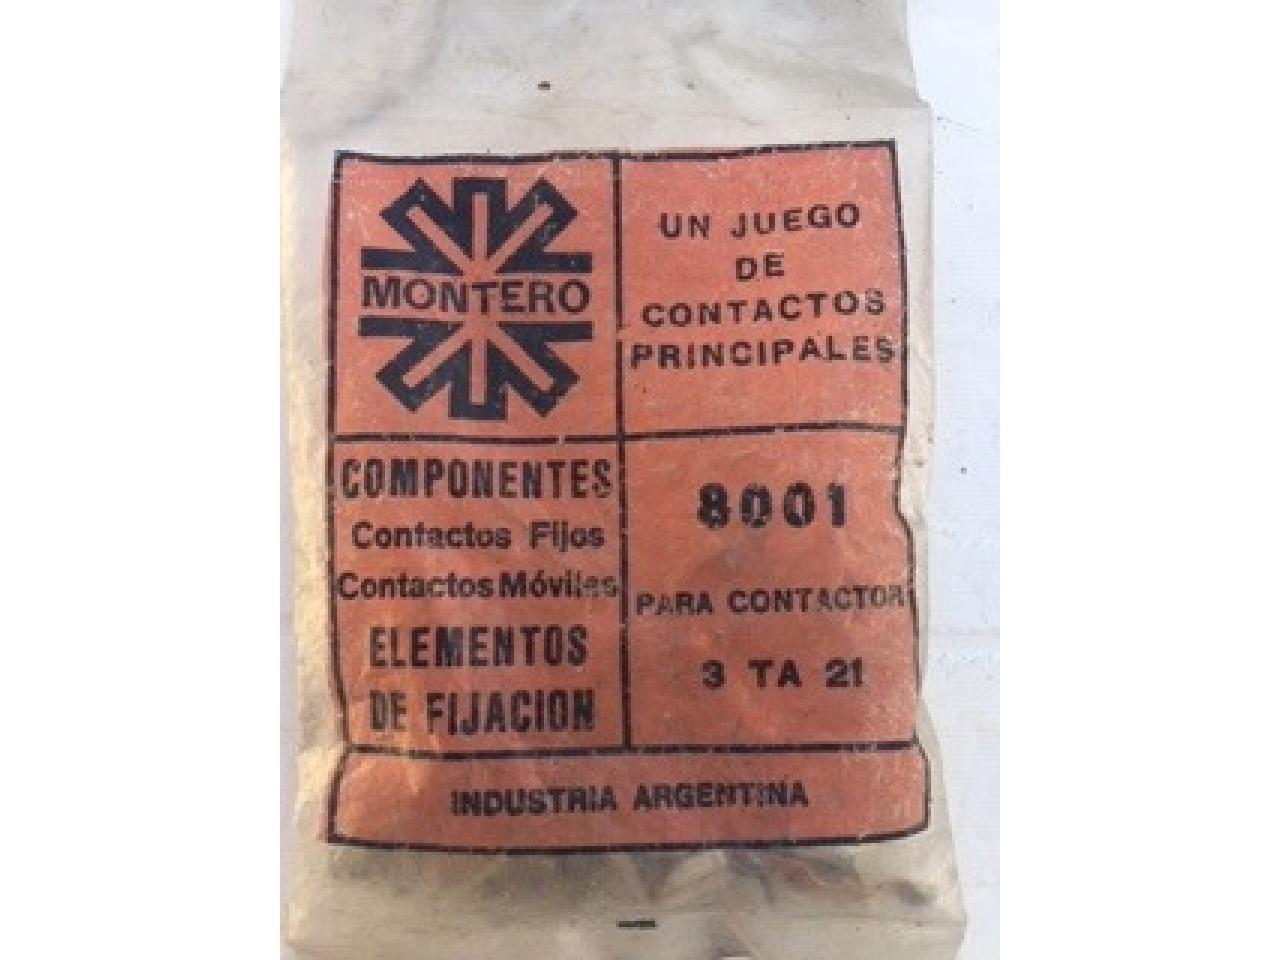 MONTERO
UN JUEGO
DE
CONTACTOS
PRINCIPALES
COMPONENTES
Contactos Fijos
Contactos Móviles
ELEMENTOS
DE FIJACION
8001
PARA CONTACTOR
3 TA 21
INDUSTRIA ARGENTINA